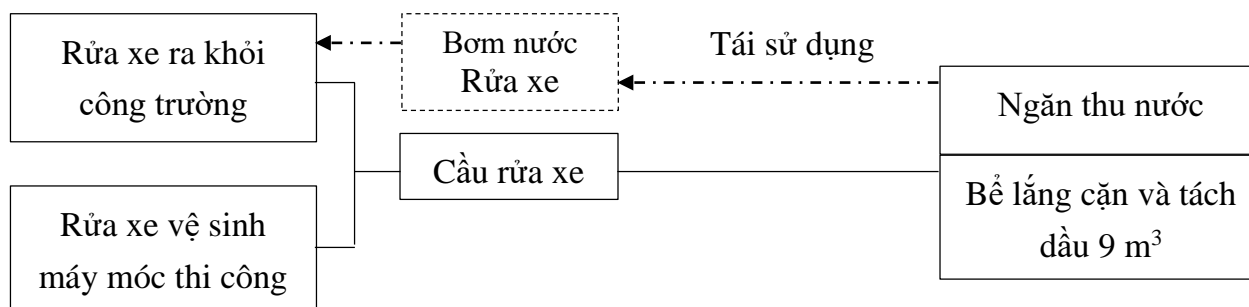 Rửa xe ra khỏi
công trường
Bơm nước
Rửa xe
Tái sử dụng
Ngăn thu nước
Cầu rửa xe
Rửa xe vệ sinh
máy móc thi công
Bể lắng cặn và tách
dầu 9 m³